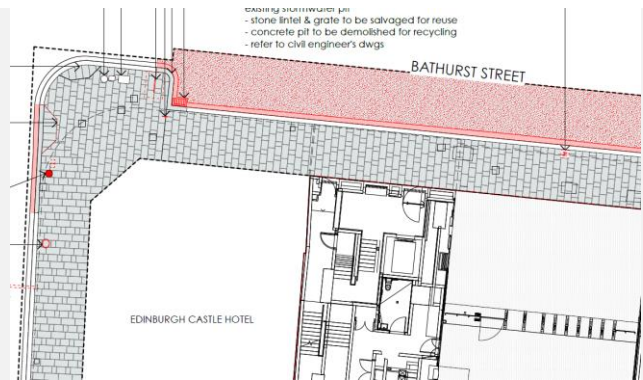 existing stormwater pit
- stone lintel & grate to be salvaged for reuse
- concrete pit to be demolished for recycling
- refer to civil engineer's dwgs
BATHURST STREET
EDINBURGH CASTLE HOTEL